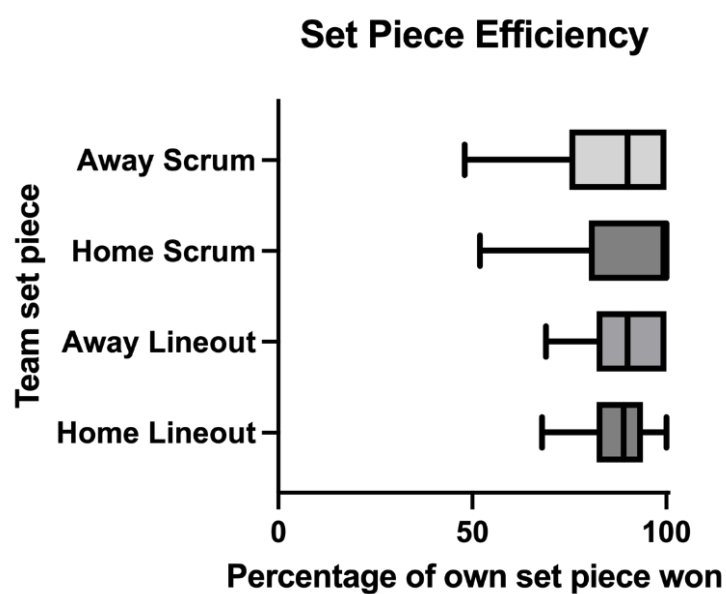 Set Piece Efficiency
Team set piece
Away Scrum
Home Scrum
Away Lineout
Home Lineout
0 50 100
Percentage of own set piece won